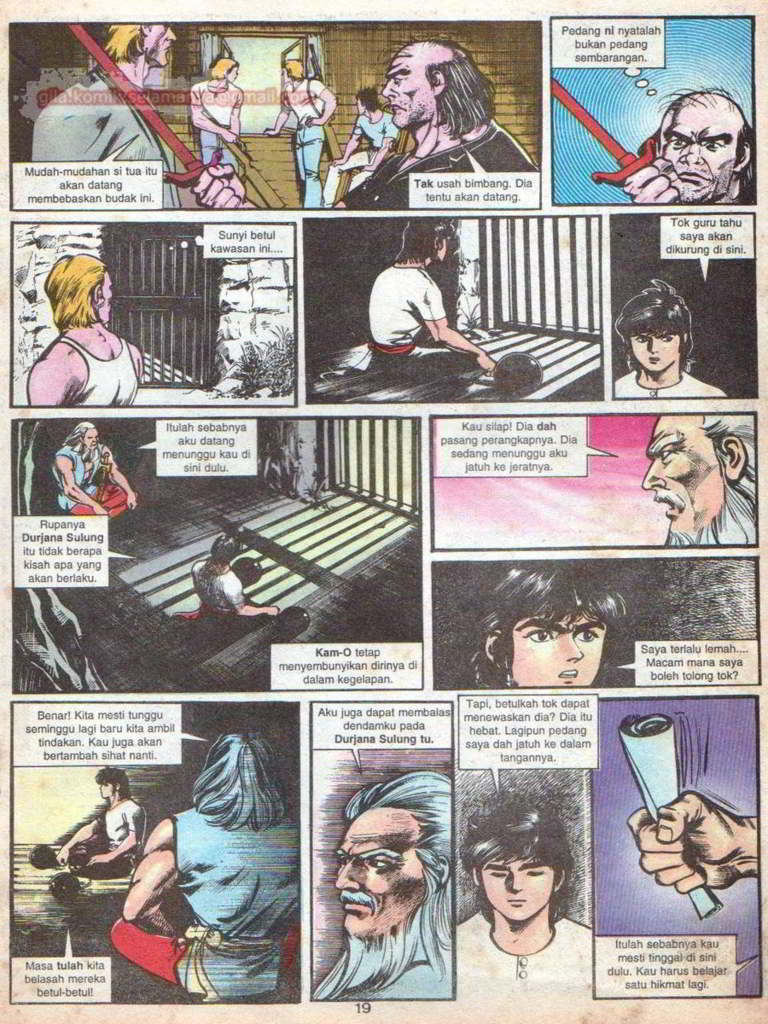 gila.komikselamanya@gmail.com
Mudah-mudahan si tua itu
akan datang
membebaskan budak ini.
Tak usah bimbang. Dia
tentu akan datang.
Pedang ni nyatalah
bukan pedang
sembarangan.
Sunyi betul
kawasan ini....
Tok guru tahu
saya akan
dikurung di sini.
Itulah sebabnya
aku datang
menunggu kau di
sini dulu.
Rupanya
Durjana Sulung
itu tidak berapa
kisah apa yang
akan berlaku.
Kam-O tetap
menyembunyikan dirinya di
dalam kegelapan.
Kau silap! Dia dah
pasang perangkapnya. Dia
sedang menunggu aku
jatuh ke jeratnya.
Saya terlalu lemah....
Macam mana saya
boleh tolong tok?
Benar! Kita mesti tunggu
seminggu lagi baru kita ambil
tindakan. Kau juga akan
bertambah sihat nanti.
Masa tulah kita
belasah mereka
betul-betul!
Aku juga dapat membalas
dendamku pada
Durjana Sulung tu.
Tapi, betulkah tok dapat
menewaskan dia? Dia itu
hebat. Lagipun pedang
saya dah jatuh ke dalam
tangannya.
Itulah sebabnya kau
mesti tinggal di sini
dulu. Kau harus belajar
satu hikmat lagi.
19